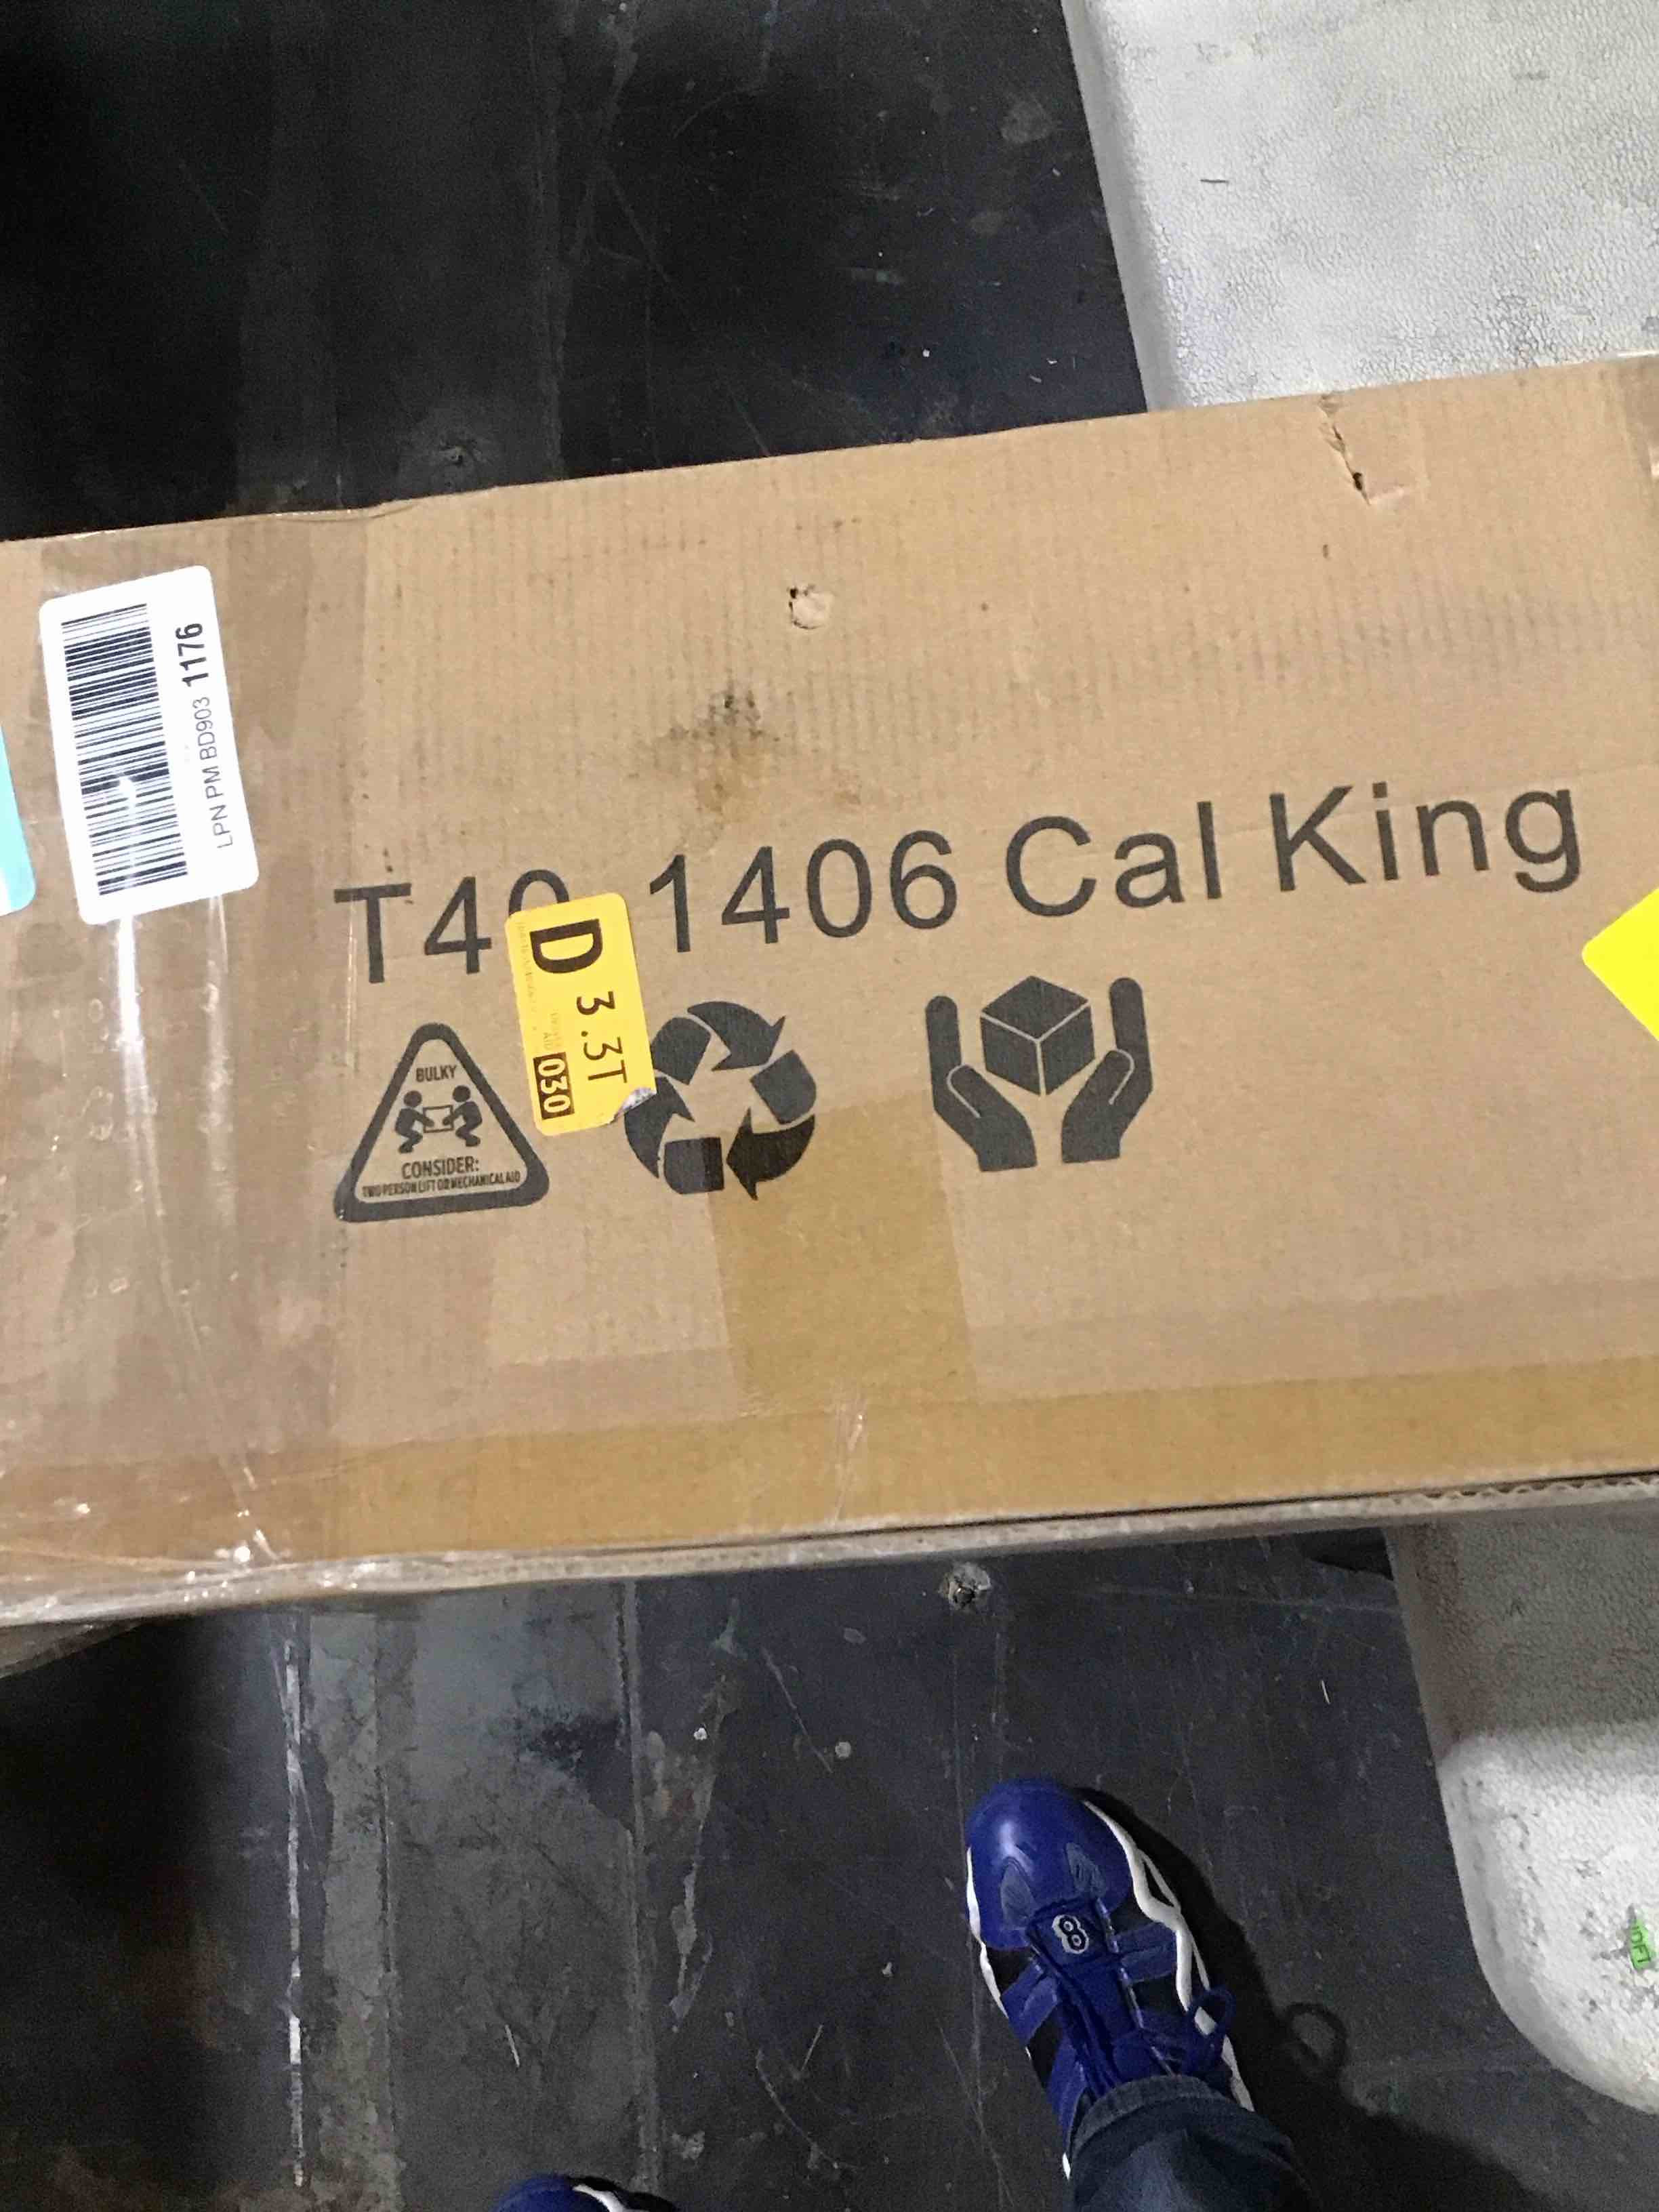 LPN PM BD903 1176
T40 1406 Cal King
D
3.3T
030
BULKY
CONSIDER:
TWO PERSON LIFT OR MECHANICAL AID
8